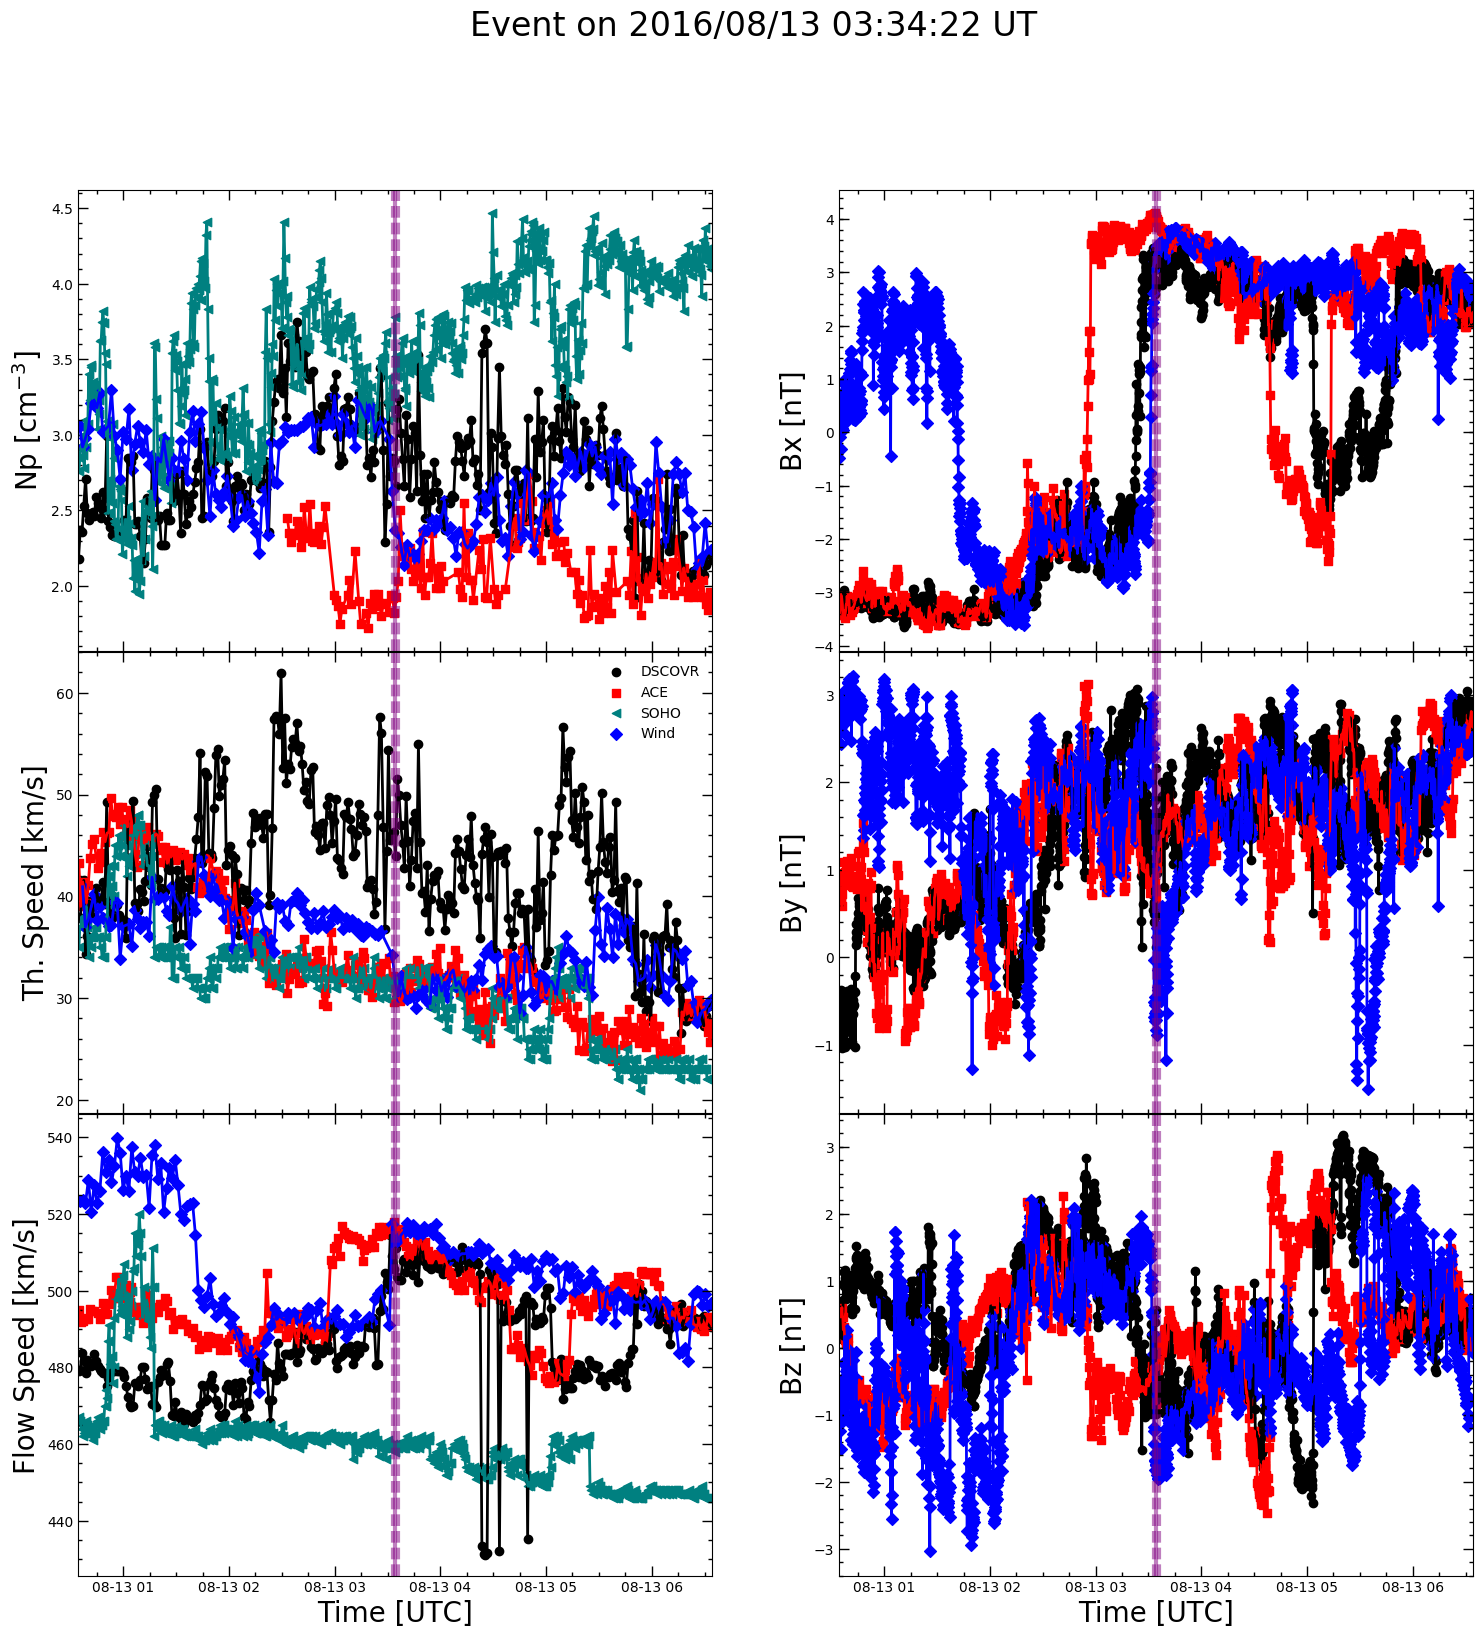 Event on 2016/08/13 03:34:22 UT
Np [cm⁻³]
4.5
4.0
3.5
3.0
2.5
2.0
Bx [nT]
4
3
2
1
0
−1
−2
−3
−4
Th. Speed [km/s]
60
50
40
30
20
DSCOVR
ACE
SOHO
Wind
By [nT]
3
2
1
0
−1
Flow Speed [km/s]
540
520
500
480
460
440
Bz [nT]
3
2
1
0
−1
−2
−3
08-13 01 08-13 02 08-13 03 08-13 04 08-13 05 08-13 06
Time [UTC]
08-13 01 08-13 02 08-13 03 08-13 04 08-13 05 08-13 06
Time [UTC]